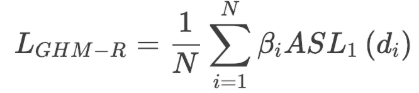 $L_{GHM-R} = \frac{1}{N} \sum_{i=1}^{N} \beta_i ASL_1 (d_i)$